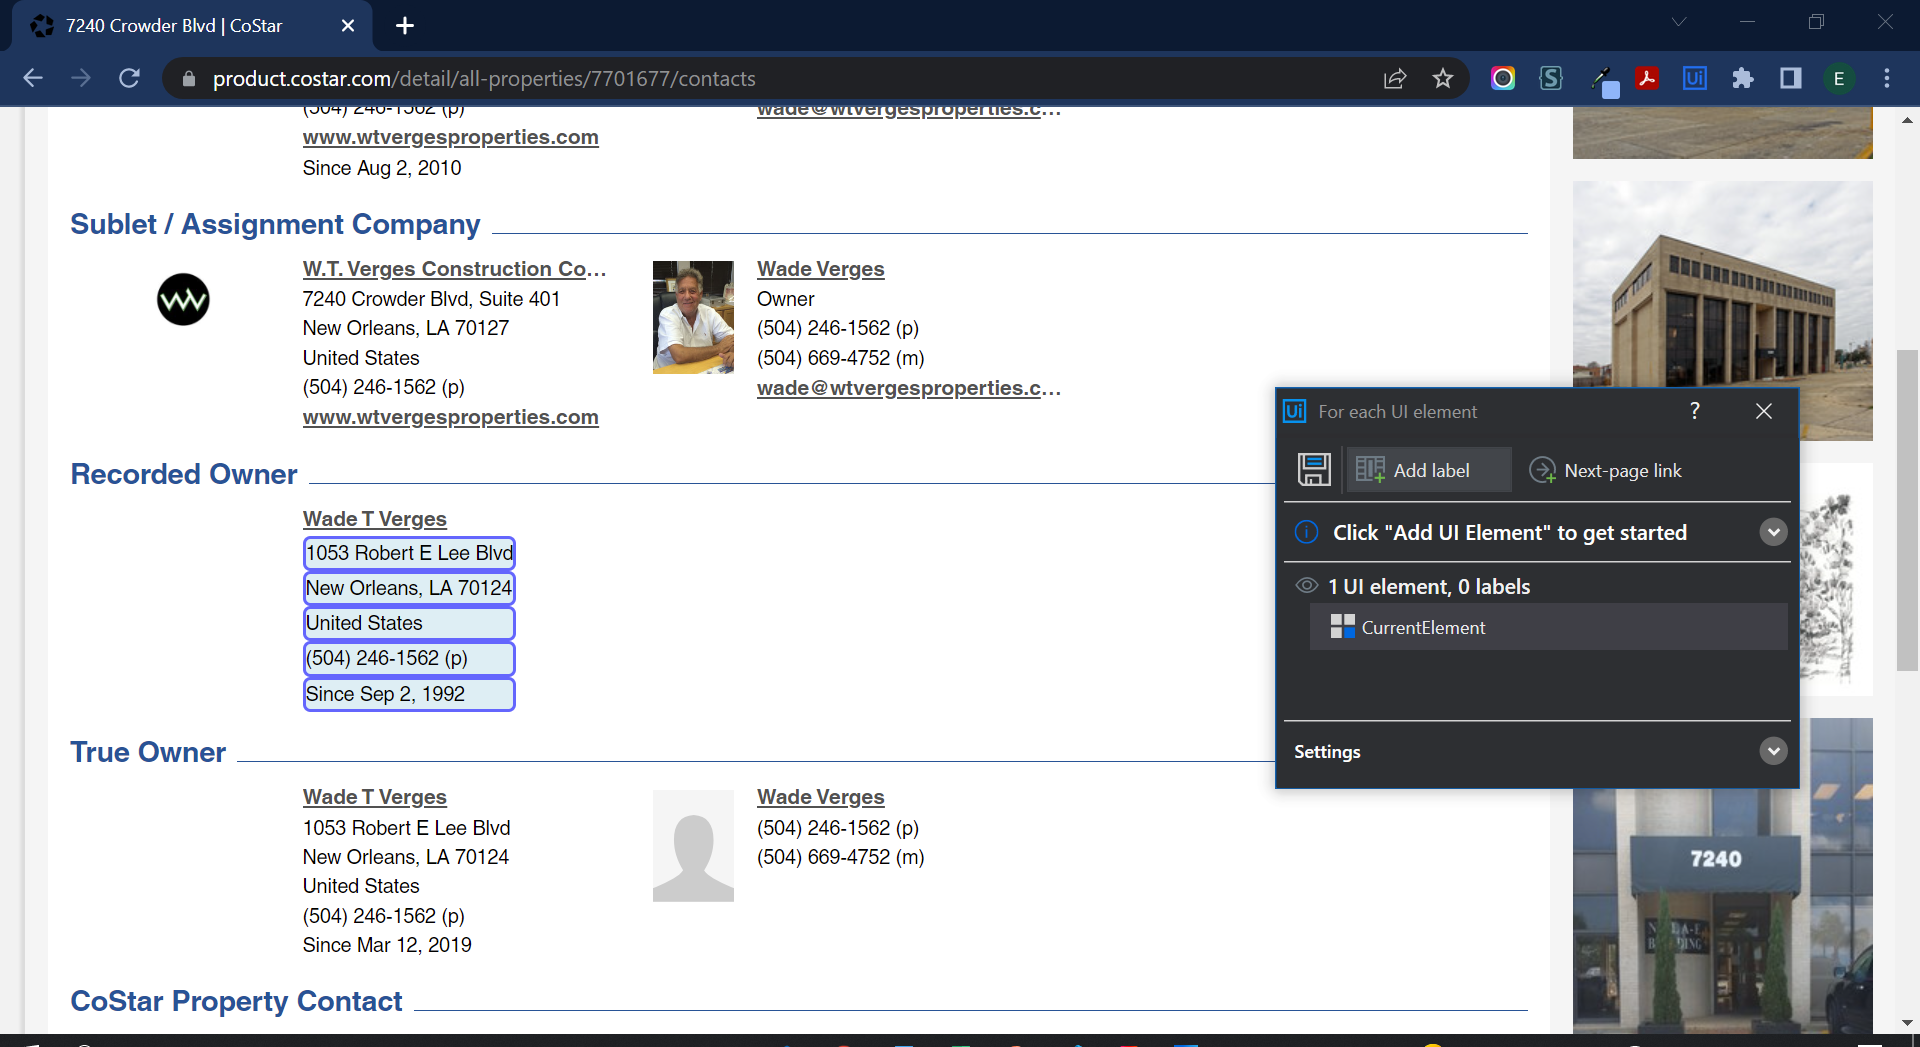 7240 Crowder Blvd | CoStar
product.costar.com/detail/all-properties/7701677/contacts
E
(504) 246-1562 (p)
wade@wtvergesproperties.c...
www.wtvergesproperties.com
Since Aug 2, 2010
Sublet / Assignment Company
W.T. Verges Construction Co...
7240 Crowder Blvd, Suite 401
New Orleans, LA 70127
United States
(504) 246-1562 (p)
www.wtvergesproperties.com
Wade Verges
Owner
(504) 246-1562 (p)
(504) 669-4752 (m)
wade@wtvergesproperties.c...
Recorded Owner
Wade T Verges
1053 Robert E Lee Blvd
New Orleans, LA 70124
United States
(504) 246-1562 (p)
Since Sep 2, 1992
True Owner
Wade T Verges
1053 Robert E Lee Blvd
New Orleans, LA 70124
United States
(504) 246-1562 (p)
Since Mar 12, 2019
Wade Verges
(504) 246-1562 (p)
(504) 669-4752 (m)
CoStar Property Contact
Ui For each UI element ?
Add label
Next-page link
Click "Add UI Element" to get started
1 UI element, 0 labels
CurrentElement
Settings
7240